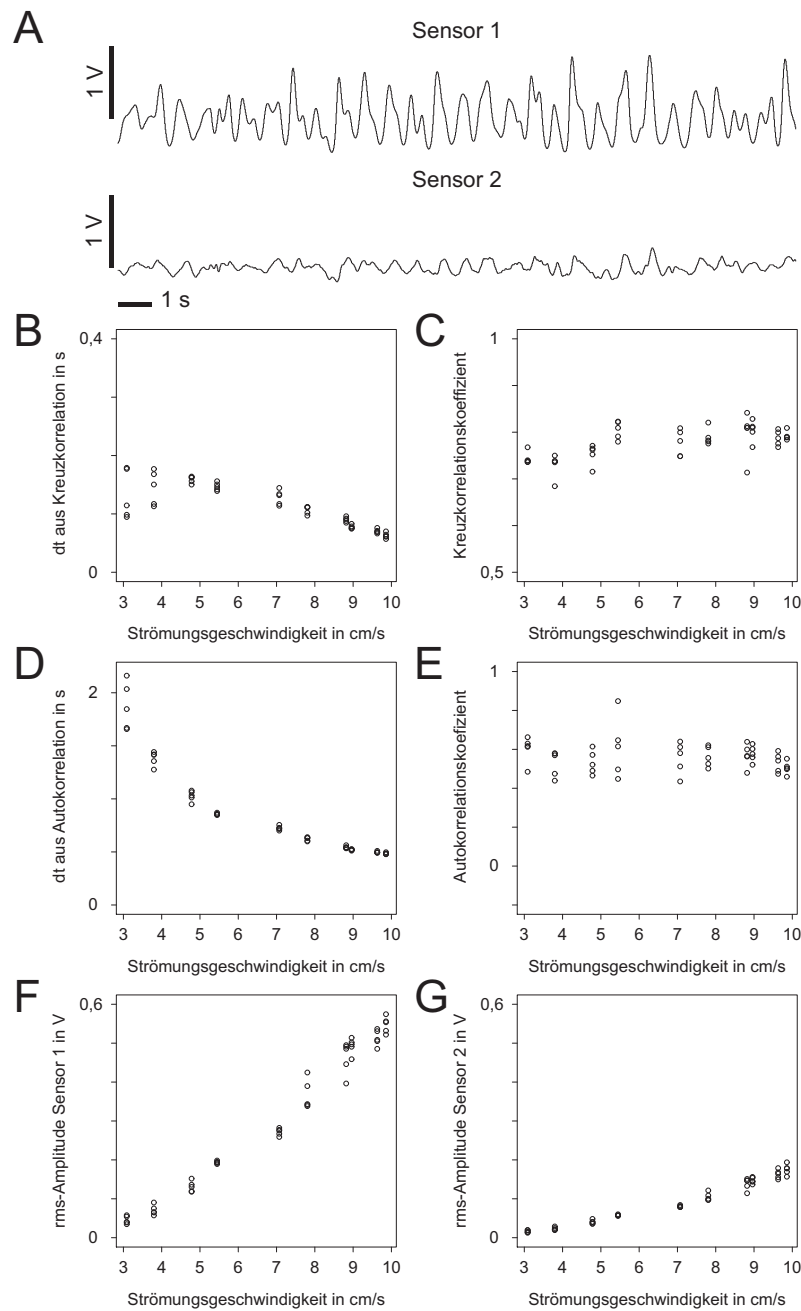 A
Sensor 1
1 V
Sensor 2
1 V
1 s
B
dt aus Kreuzkorrelation in s
0,4
0
3 4 5 6 7 8 9 10
Strömungsgeschwindigkeit in cm/s
C
Kreuzkorrelationskoeffizient
1
0,5
3 4 5 6 7 8 9 10
Strömungsgeschwindigkeit in cm/s
D
dt aus Autokorrelation in s
2
0
3 4 5 6 7 8 9 10
Strömungsgeschwindigkeit in cm/s
E
Autokorrelationskoefizient
1
0
3 4 5 6 7 8 9 10
Strömungsgeschwindigkeit in cm/s
F
rms-Amplitude Sensor 1 in V
0,6
0
3 4 5 6 7 8 9 10
Strömungsgeschwindigkeit in cm/s
G
rms-Amplitude Sensor 2 in V
0,6
0
3 4 5 6 7 8 9 10
Strömungsgeschwindigkeit in cm/s